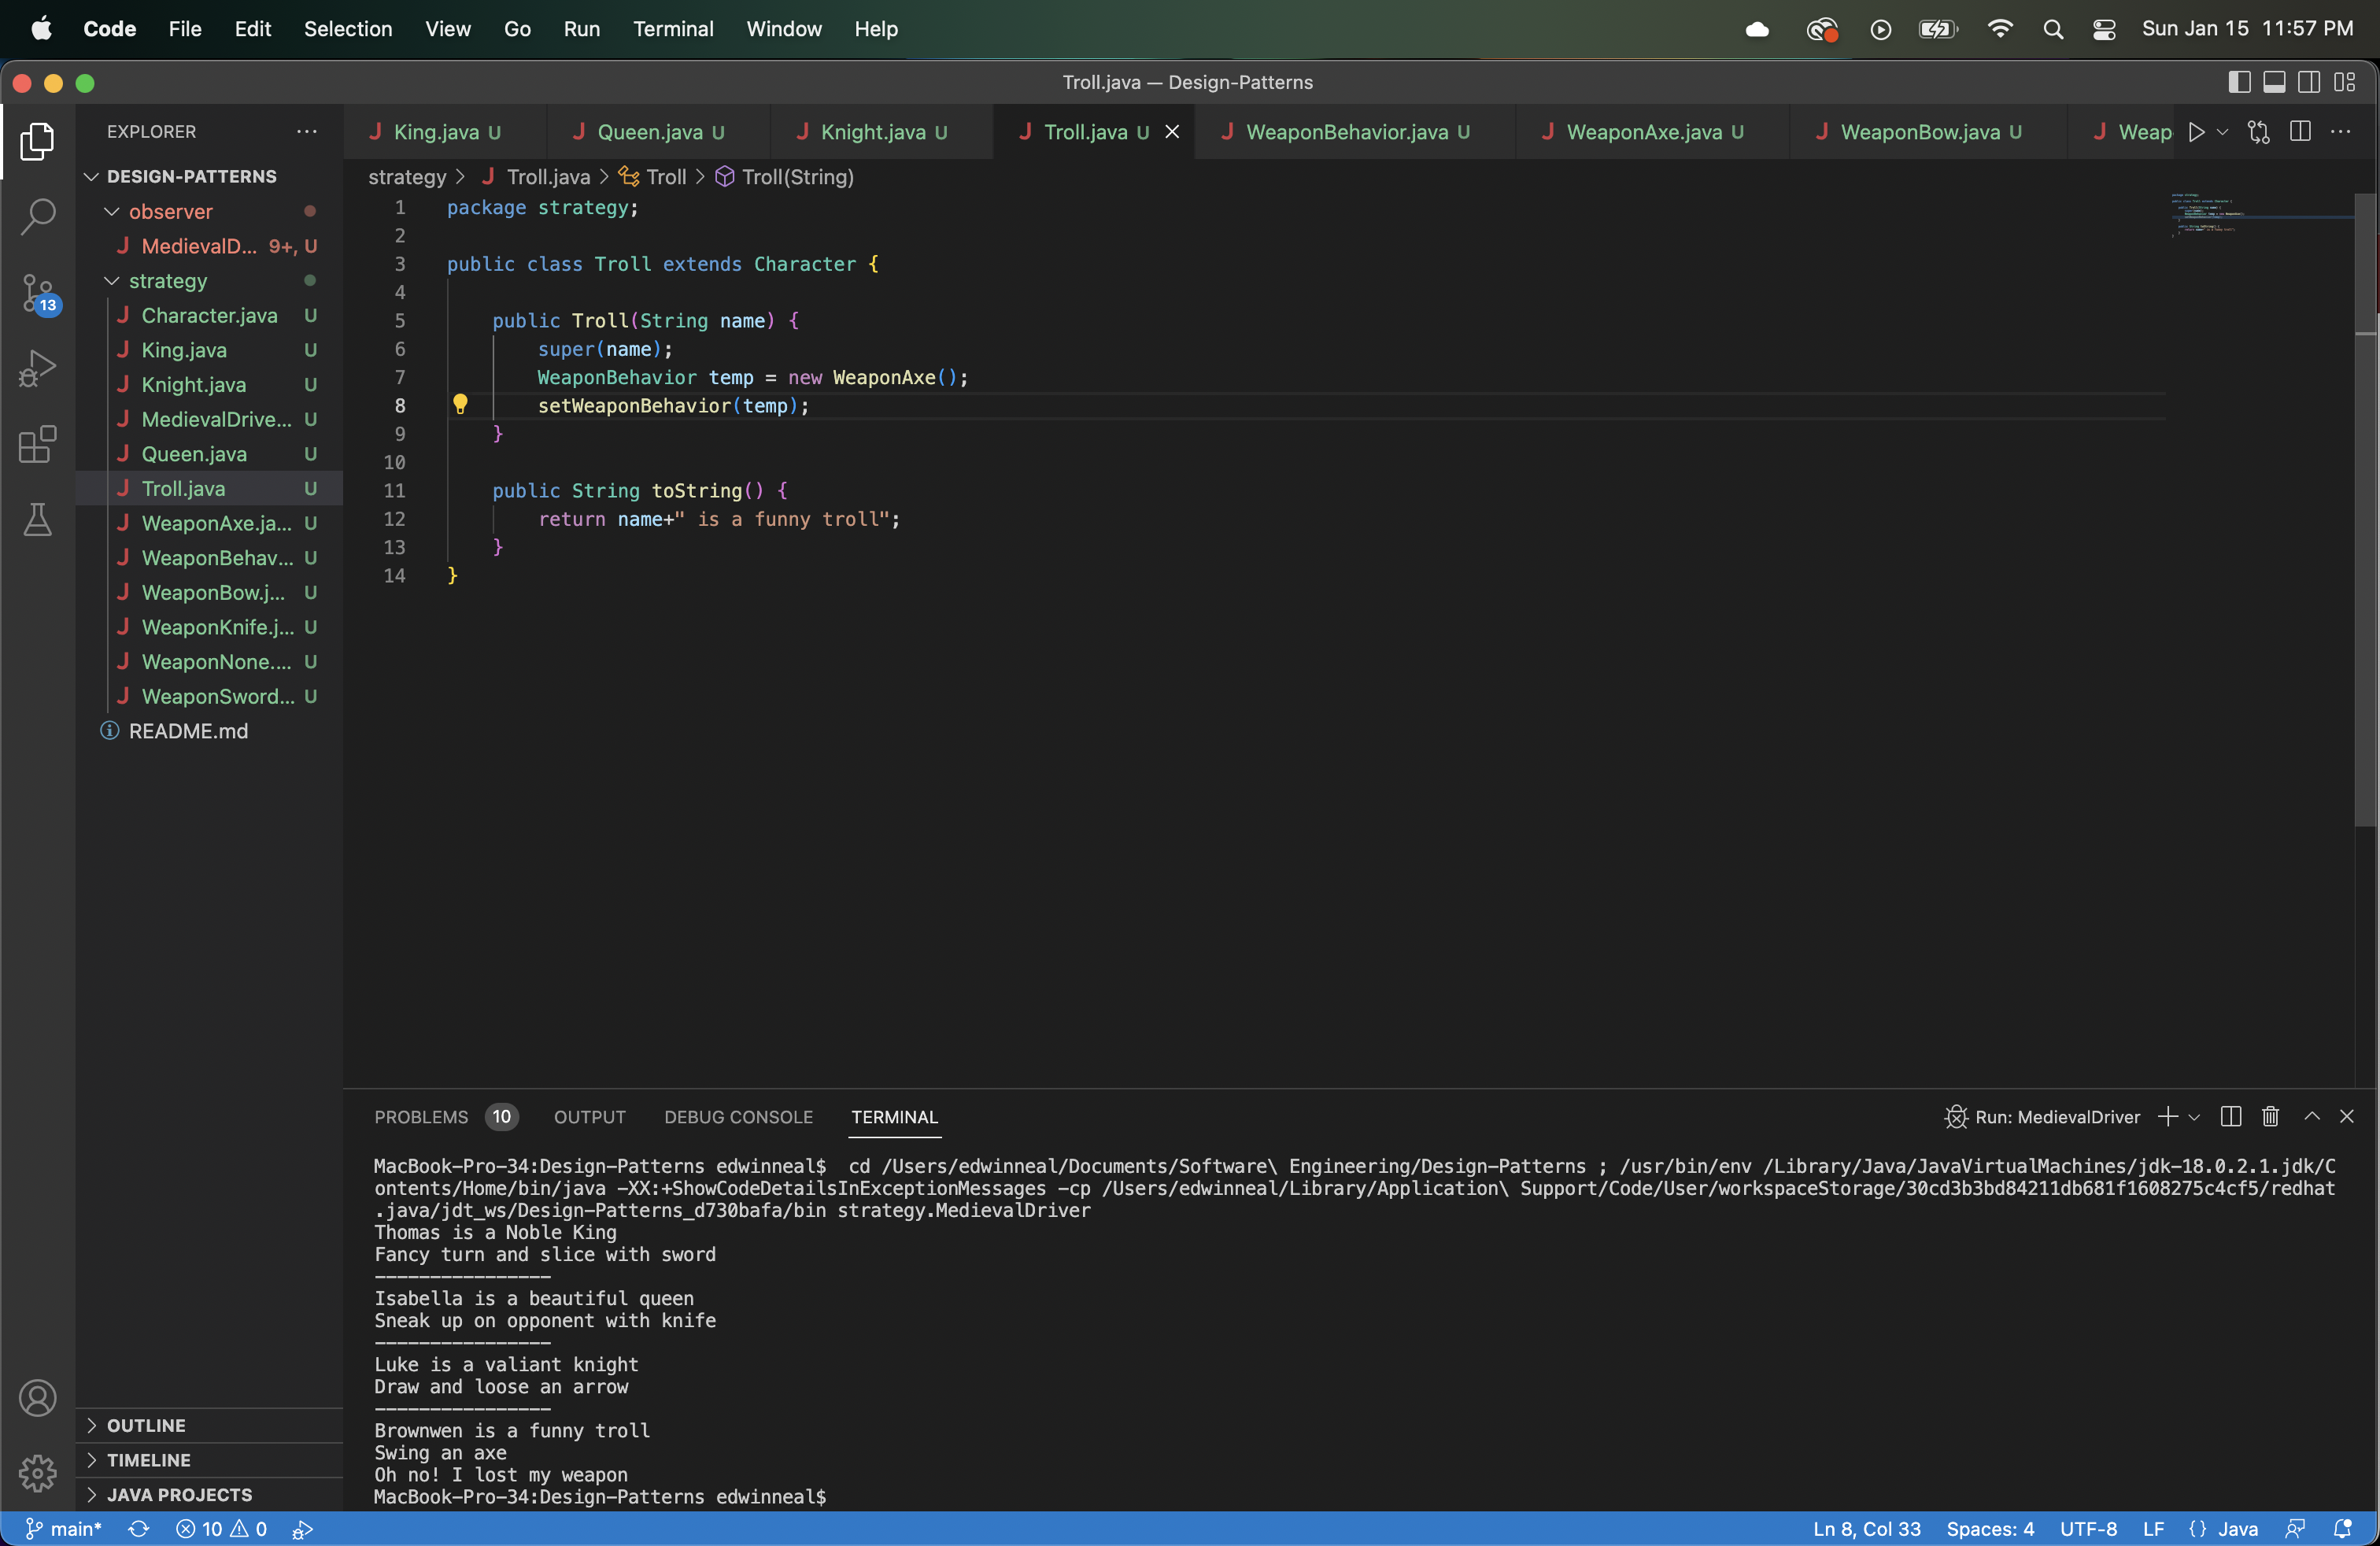 Code File Edit Selection View Go Run Terminal Window Help Sun Jan 15 11:57 PM
Troll.java — Design-Patterns
EXPLORER
King.java U Queen.java U Knight.java U Troll.java U WeaponBehavior.java U WeaponAxe.java U WeaponBow.java U Weap
strategy > Troll.java > Troll > Troll(String)
DESIGN-PATTERNS
observer
MedievalD... 9+, U
strategy
13
Character.java U
King.java U
Knight.java U
MedievalDrive... U
Queen.java U
Troll.java U
WeaponAxe.ja... U
WeaponBehav... U
WeaponBow.j... U
WeaponKnife.j... U
WeaponNone.... U
WeaponSword... U
README.md
OUTLINE
TIMELINE
JAVA PROJECTS
1 package strategy;
2
3 public class Troll extends Character {
4
5 public Troll(String name) {
6 super(name);
7 WeaponBehavior temp = new WeaponAxe();
8 setWeaponBehavior(temp);
9 }
10
11 public String toString() {
12 return name+" is a funny troll";
13 }
14 }
PROBLEMS 10 OUTPUT DEBUG CONSOLE TERMINAL Run: MedievalDriver
MacBook-Pro-34:Design-Patterns edwinneal$  cd /Users/edwinneal/Documents/Software\ Engineering/Design-Patterns ; /usr/bin/env /Library/Java/JavaVirtualMachines/jdk-18.0.2.1.jdk/C
ontents/Home/bin/java -XX:+ShowCodeDetailsInExceptionMessages -cp /Users/edwinneal/Library/Application\ Support/Code/User/workspaceStorage/30cd3b3bd84211db681f1608275c4cf5/redhat
.java/jdt_ws/Design-Patterns_d730bafa/bin strategy.MedievalDriver
Thomas is a Noble King
Fancy turn and slice with sword
----------------
Isabella is a beautiful queen
Sneak up on opponent with knife
----------------
Luke is a valiant knight
Draw and loose an arrow
----------------
Brownwen is a funny troll
Swing an axe
Oh no! I lost my weapon
MacBook-Pro-34:Design-Patterns edwinneal$
main* 10 0 Ln 8, Col 33 Spaces: 4 UTF-8 LF {} Java